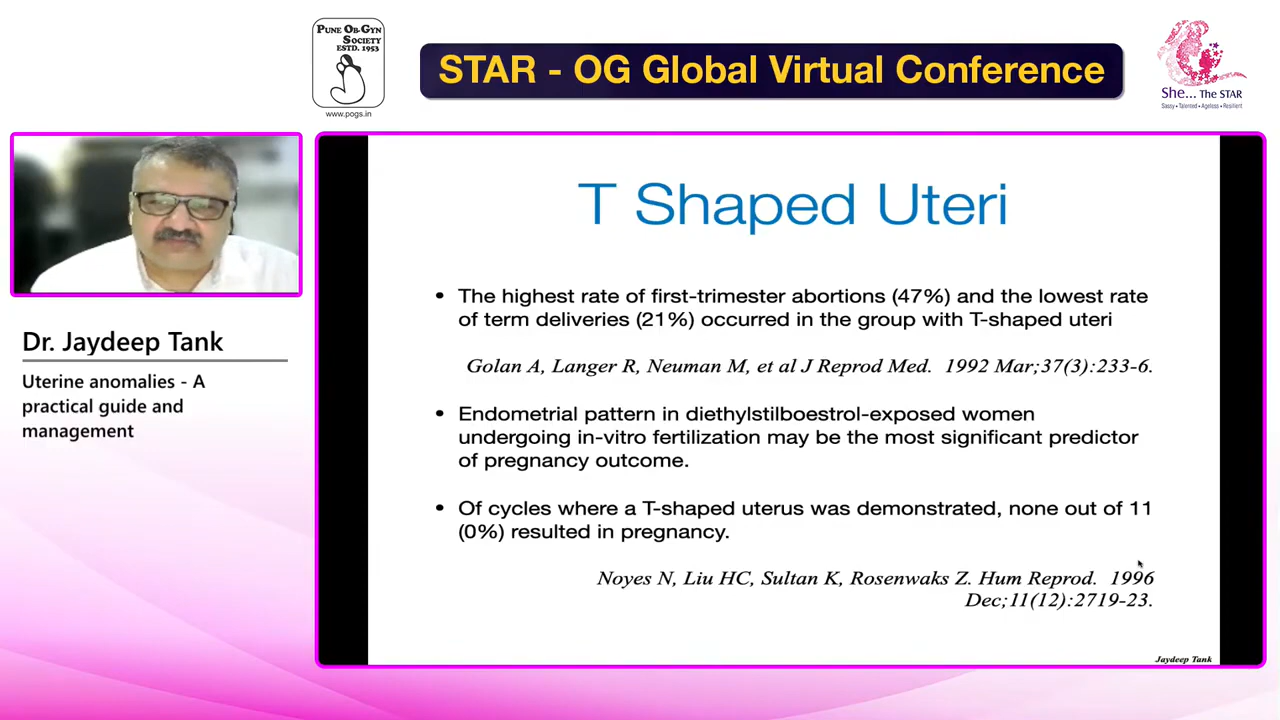 PUNE OB-GYN
SOCIETY
ESTD. 1953
www.pogs.in
STAR - OG Global Virtual Conference
She... The STAR
Sassy • Talented • Ageless • Resilient
Dr. Jaydeep Tank
Uterine anomalies - A
practical guide and
management
T Shaped Uteri
• The highest rate of first-trimester abortions (47%) and the lowest rate
of term deliveries (21%) occurred in the group with T-shaped uteri
Golan A, Langer R, Neuman M, et al J Reprod Med. 1992 Mar;37(3):233-6.
• Endometrial pattern in diethylstilboestrol-exposed women
undergoing in-vitro fertilization may be the most significant predictor
of pregnancy outcome.
• Of cycles where a T-shaped uterus was demonstrated, none out of 11
(0%) resulted in pregnancy.
Noyes N, Liu HC, Sultan K, Rosenwaks Z. Hum Reprod. 1996
Dec;11(12):2719-23.
Jaydeep Tank